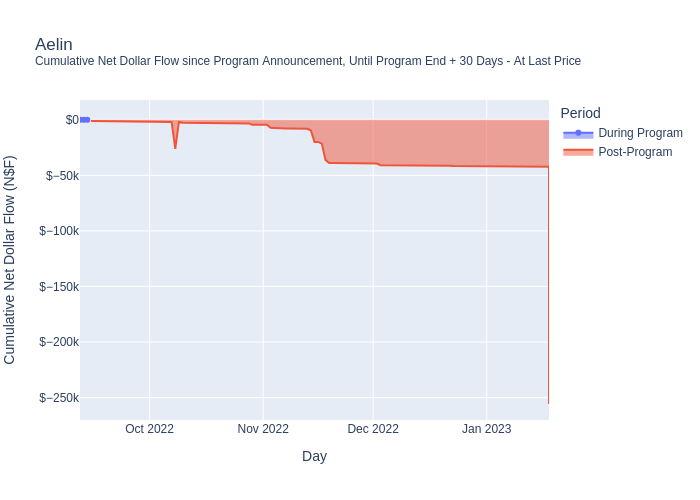 Aelin
Cumulative Net Dollar Flow since Program Announcement, Until Program End + 30 Days - At Last Price
Period
During Program
Post-Program
Cumulative Net Dollar Flow (N$F)
$0
$−50k
$−100k
$−150k
$−200k
$−250k
Oct 2022
Nov 2022
Dec 2022
Jan 2023
Day